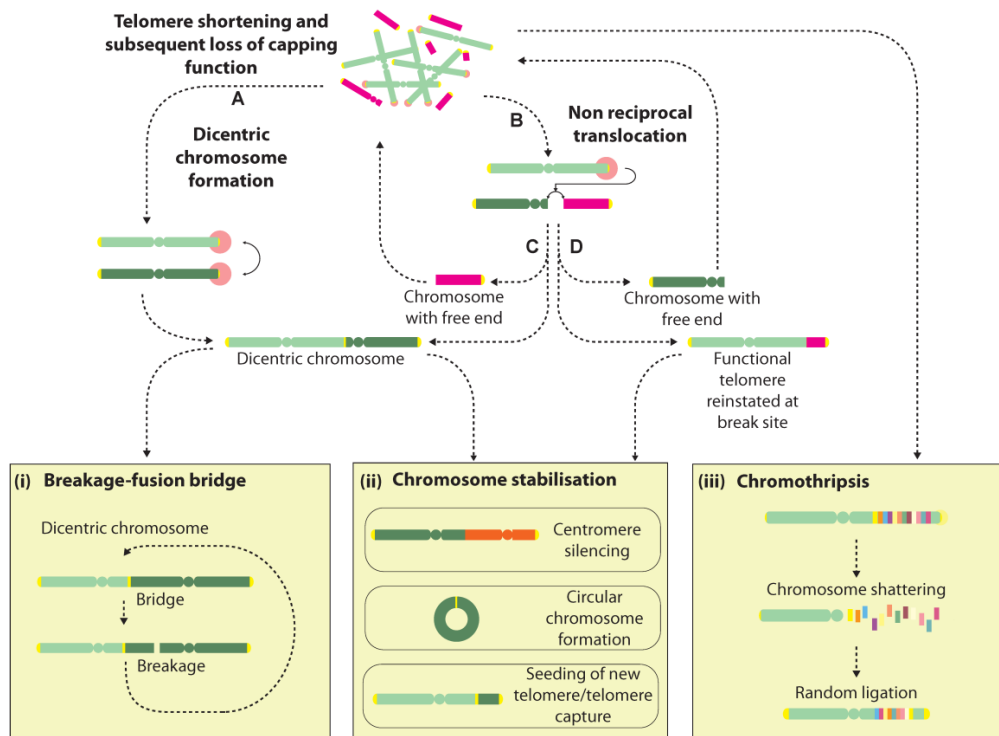 Telomere shortening and
subsequent loss of capping
function
A
B
Non reciprocal
translocation
Dicentric
chromosome
formation
C
D
Chromosome
with free end
Chromosome with
free end
Dicentric chromosome
Functional
telomere
reinstated at
break site
(i) Breakage-fusion bridge
Dicentric chromosome
Bridge
Breakage
(ii) Chromosome stabilisation
Centromere
silencing
Circular
chromosome
formation
Seeding of new
telomere/telomere
capture
(iii) Chromothripsis
Chromosome shattering
Random ligation